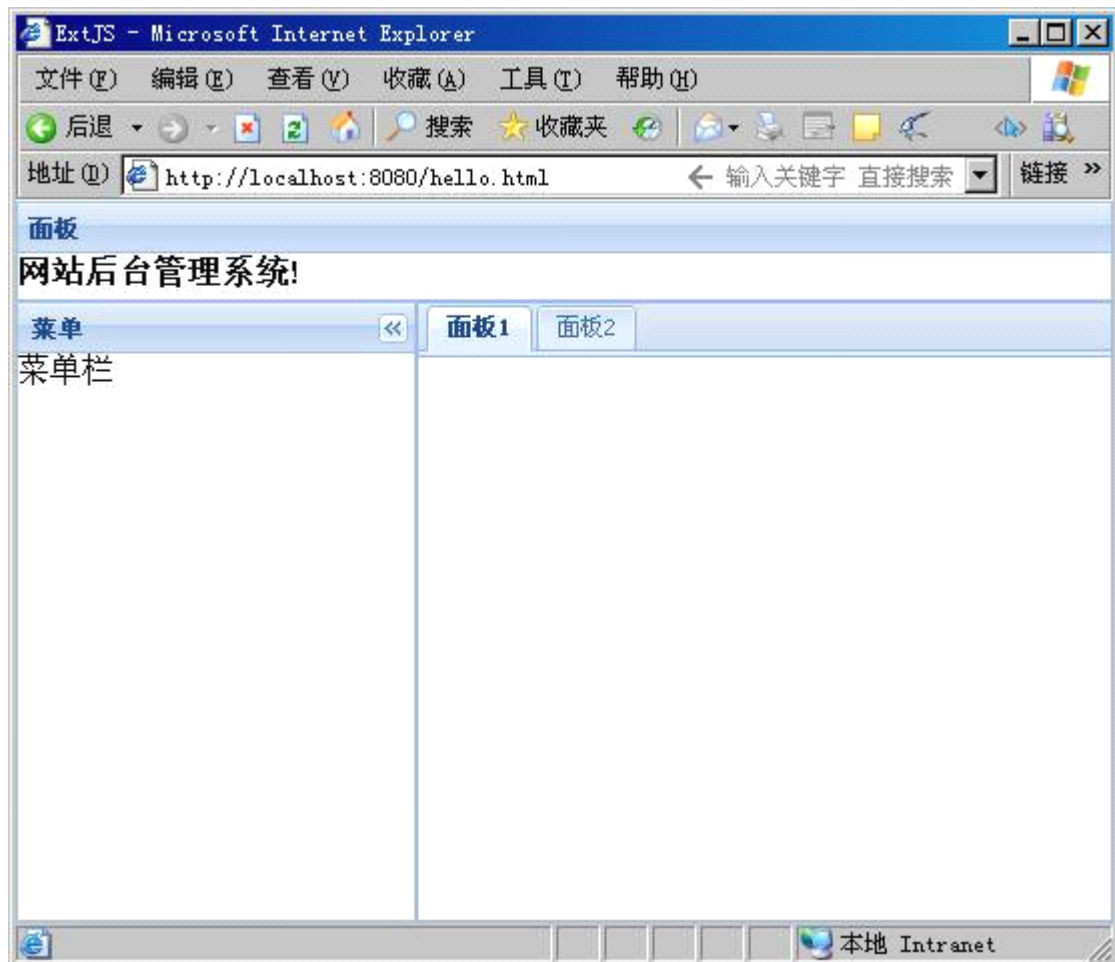 ExtJS - Microsoft Internet Explorer
文件(F) 编辑(E) 查看(V) 收藏(A) 工具(T) 帮助(H)
后退 搜索 收藏夹
地址(D) http://localhost:8080/hello.html 输入关键字 直接搜索 链接 »
面板
网站后台管理系统!
菜单 面板1 面板2
菜单栏
本地 Intranet